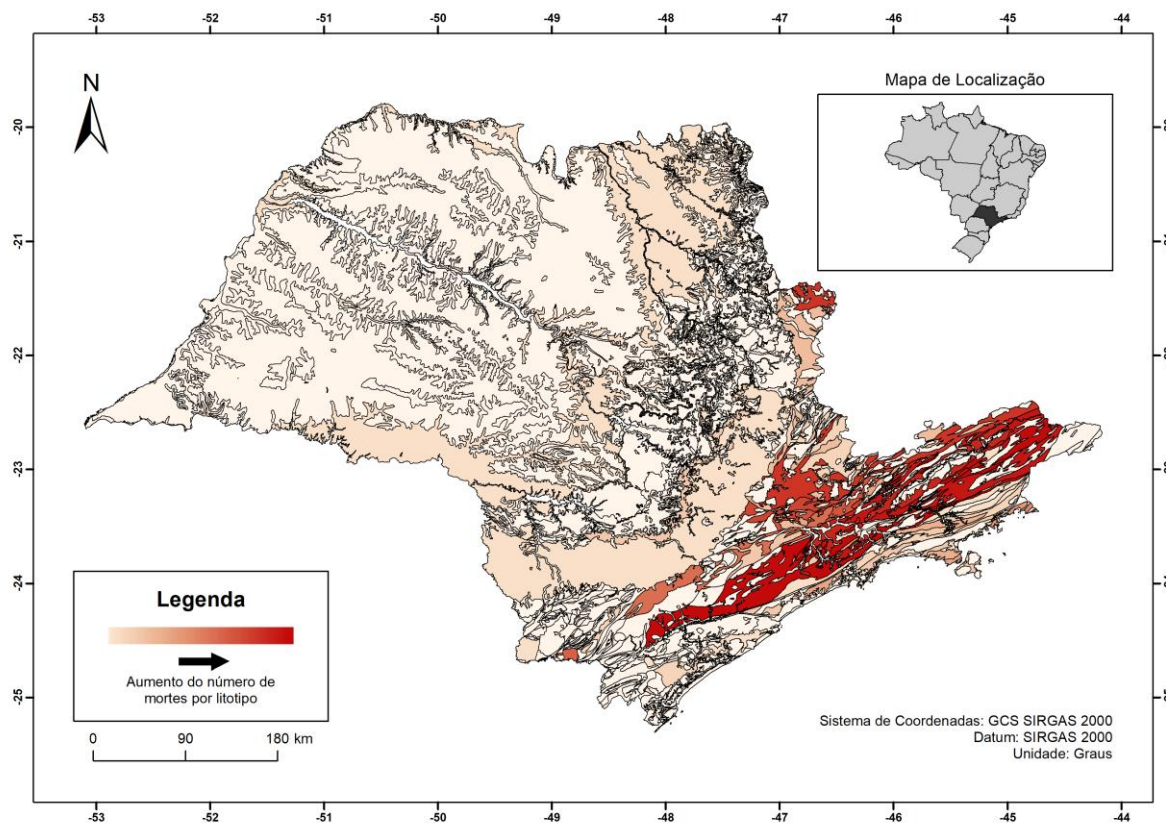 -53 -52 -51 -50 -49 -48 -47 -46 -45 -44
N
Mapa de Localização
-20
-21
-22
-23
-24
-25
Legenda
Aumento do número de
mortes por litotipo
0 90 180 km
Sistema de Coordenadas: GCS SIRGAS 2000
Datum: SIRGAS 2000
Unidade: Graus
-53 -52 -51 -50 -49 -48 -47 -46 -45 -44